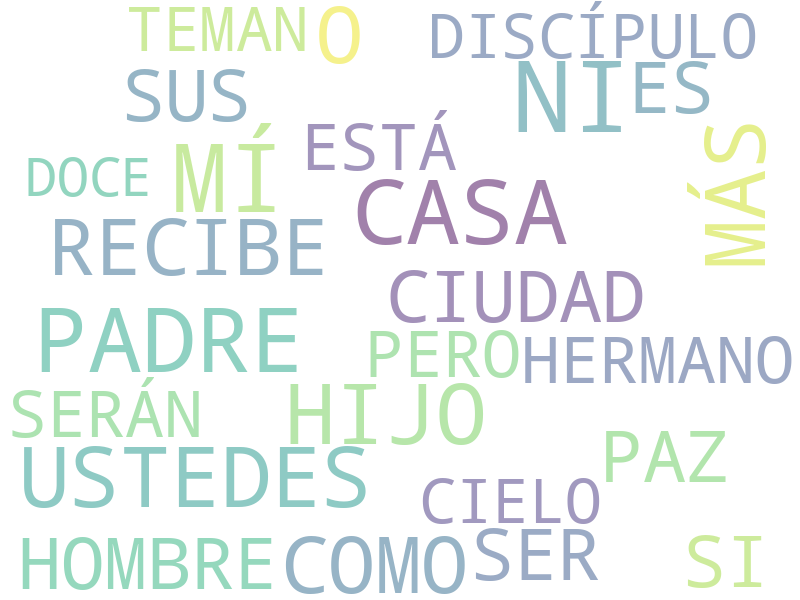 TEMAN O DISCÍPULO
SUS NI ES
ESTÁ
DOCE MÍ MÁS
CASA
RECIBE
CIUDAD
PADRE
PERO HERMANO
SERÁN HIJO
PAZ
USTEDES
CIELO
HOMBRE COMO SER SI